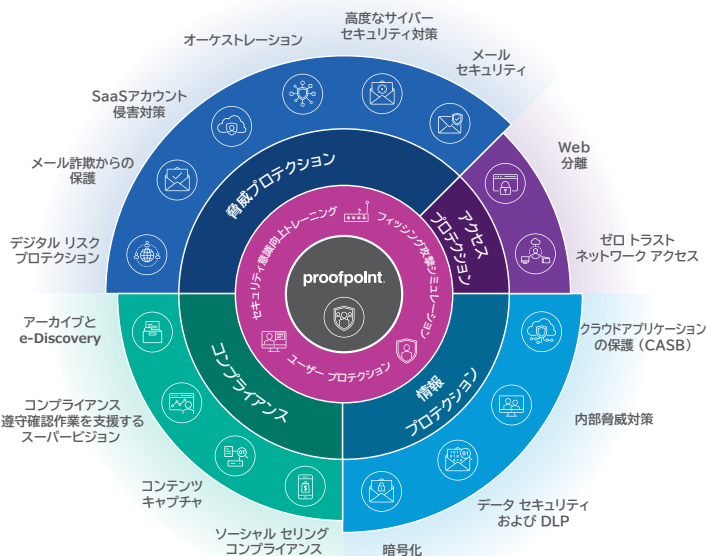 高度なサイバー
セキュリティ対策
オーケストレーション
メール
セキュリティ
SaaSアカウント
侵害対策
メール詐欺からの
保護
デジタル リスク
プロテクション
Web
分離
ゼロ トラスト
ネットワーク アクセス
脅威プロテクション
アクセス
プロテクション
セキュリティ意識向上トレーニング
フィッシング攻撃シミュレーション
proofpoint.
ユーザー プロテクション
コンプライアンス
情報
プロテクション
アーカイブと
e-Discovery
コンプライアンス
遵守確認作業を支援する
スーパービジョン
コンテンツ
キャプチャ
ソーシャル セリング
コンプライアンス
クラウドアプリケーション
の保護（CASB）
内部脅威対策
データ セキュリティ
および DLP
暗号化